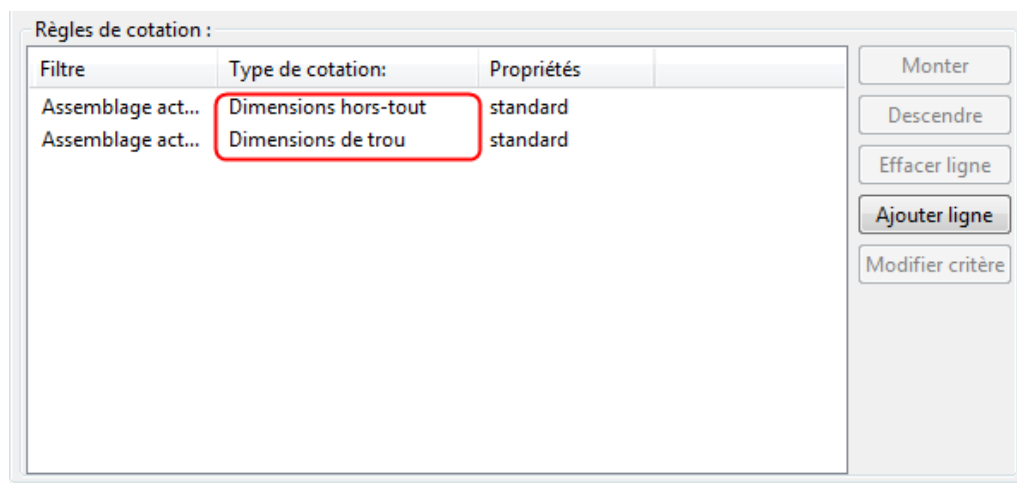 Règles de cotation :
Filtre Type de cotation: Propriétés
Assemblage act... Dimensions hors-tout standard
Assemblage act... Dimensions de trou standard
Monter
Descendre
Effacer ligne
Ajouter ligne
Modifier critère